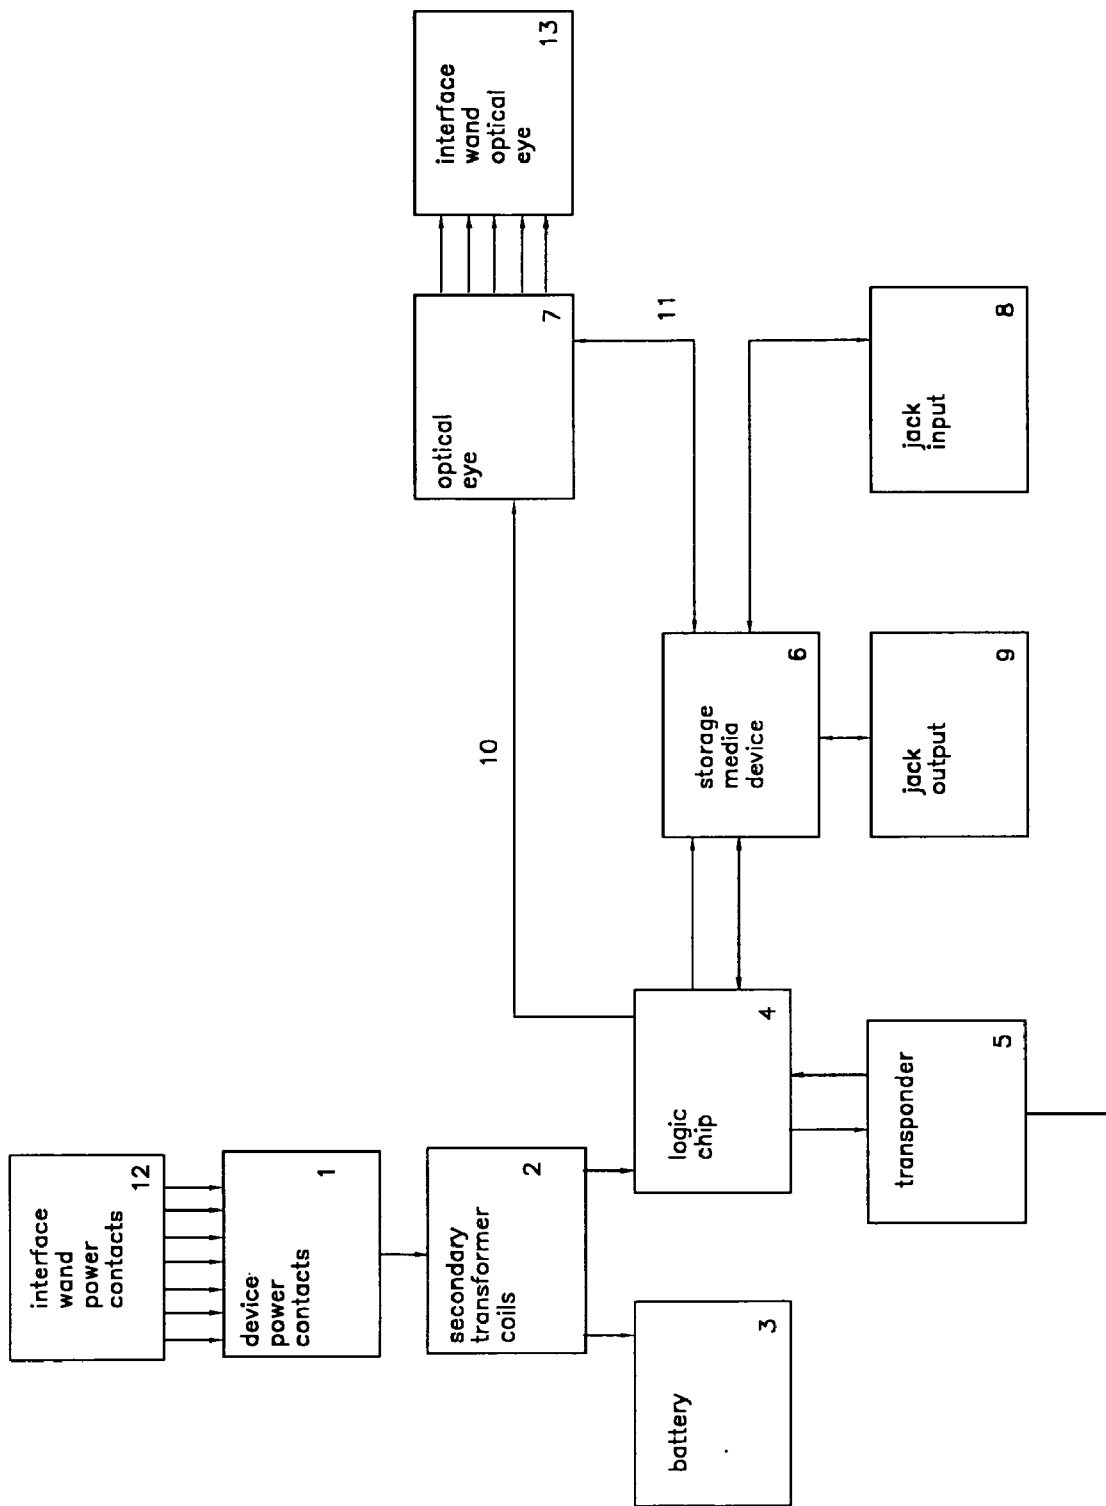 interface
wand
power
contacts
12
device
power
contacts
1
secondary
transformer
coils
2
battery
3
logic
chip
4
transponder
5
10
storage
media
device
6
jack
output
9
optical
eye
7
11
jack
input
8
interface
wand
optical
eye
13